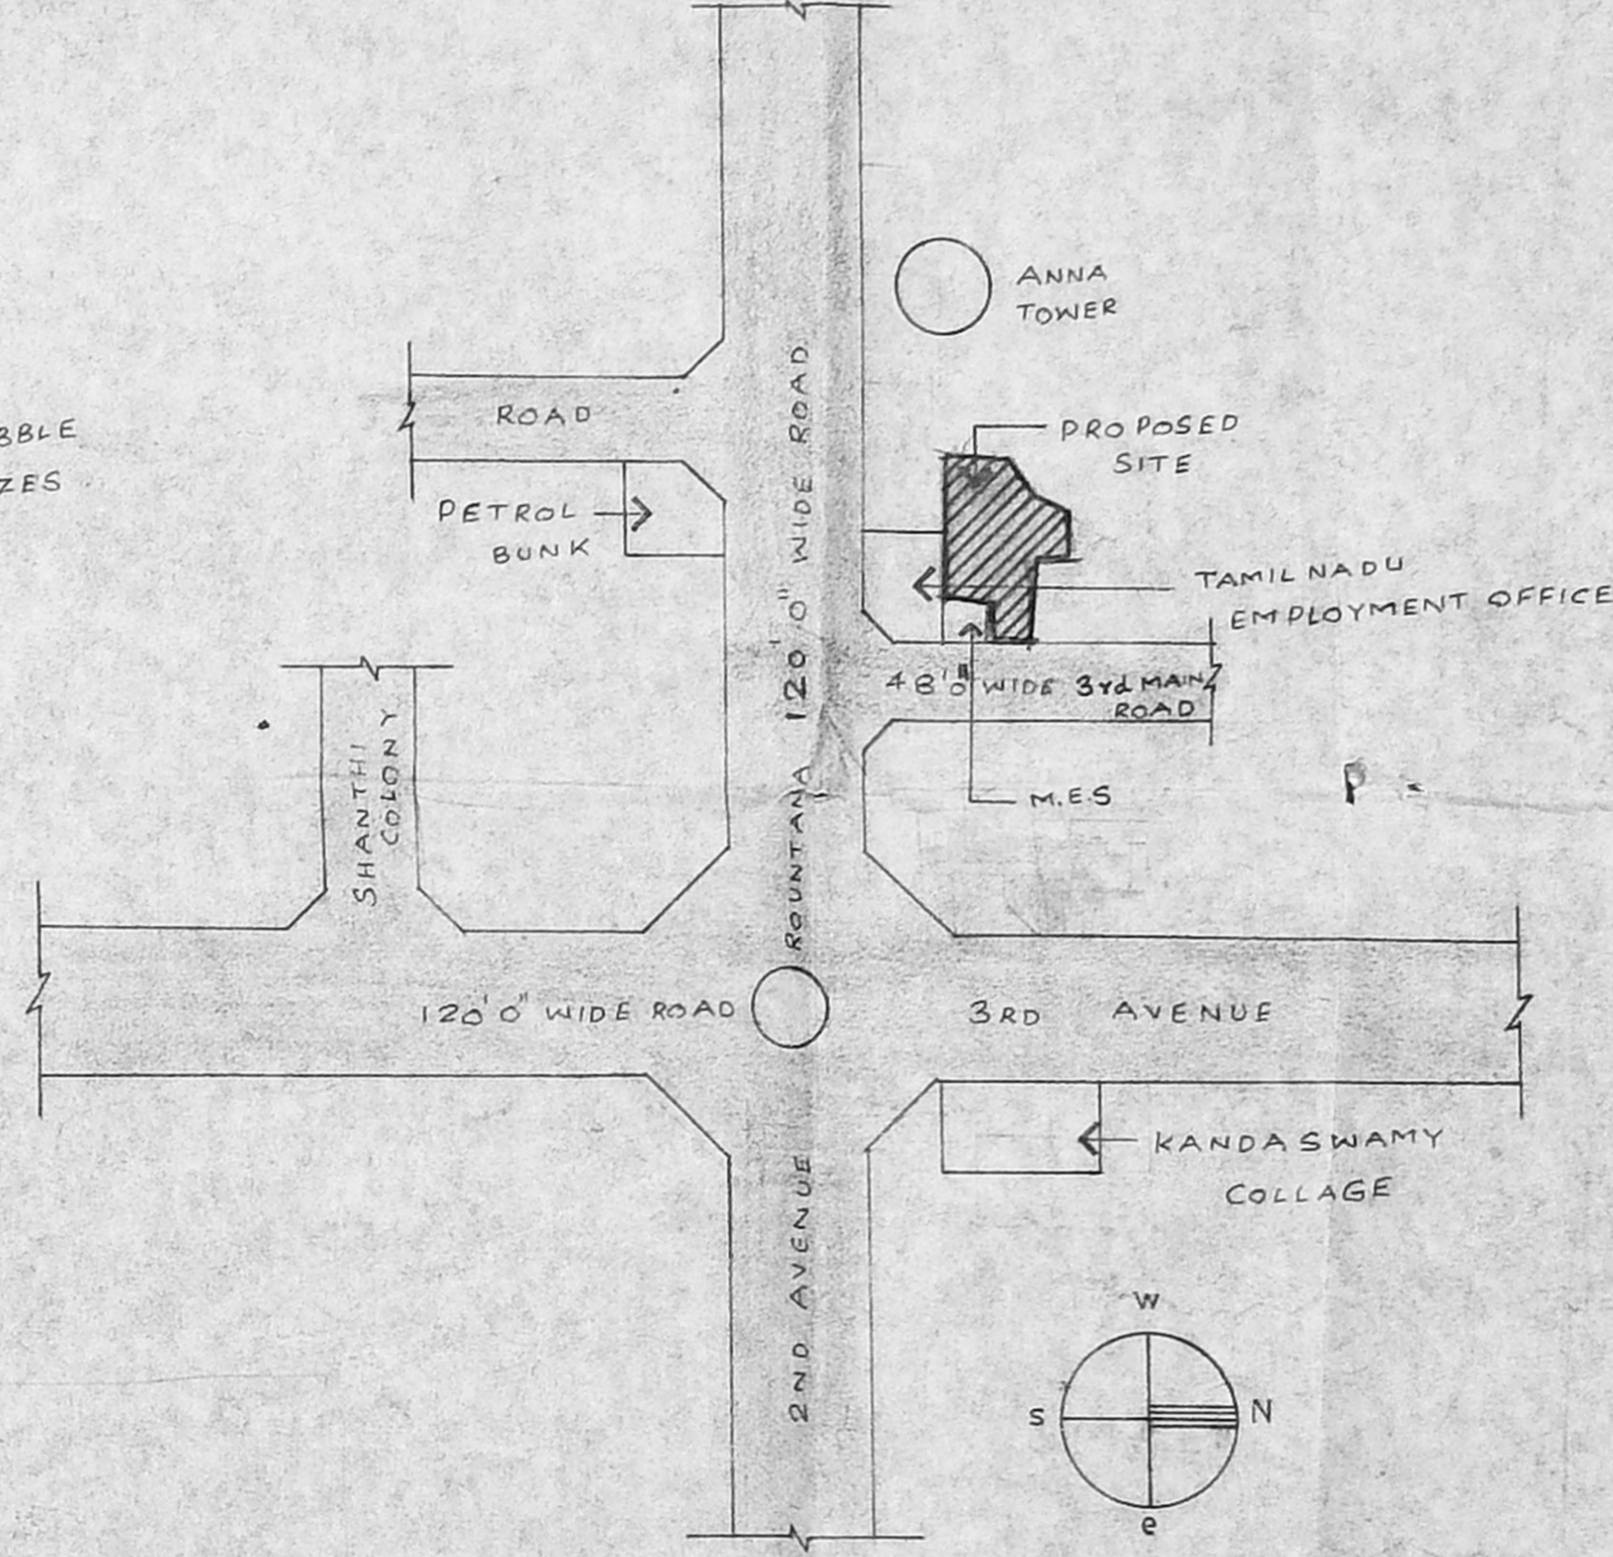 ANNA
TOWER
BBLE
ZES
ROAD
PROPOSED
SITE
PETROL
BUNK
120'0" WIDE ROAD
TAMIL NADU
EMPLOYMENT OFFICE
48'0" WIDE 3rd MAIN
ROAD
SHANTHI
COLONY
M.E.S
P
ROUNTANA
120'0" WIDE ROAD
3RD AVENUE
KANDASWAMY
COLLAGE
2ND AVENUE
W
S
N
e